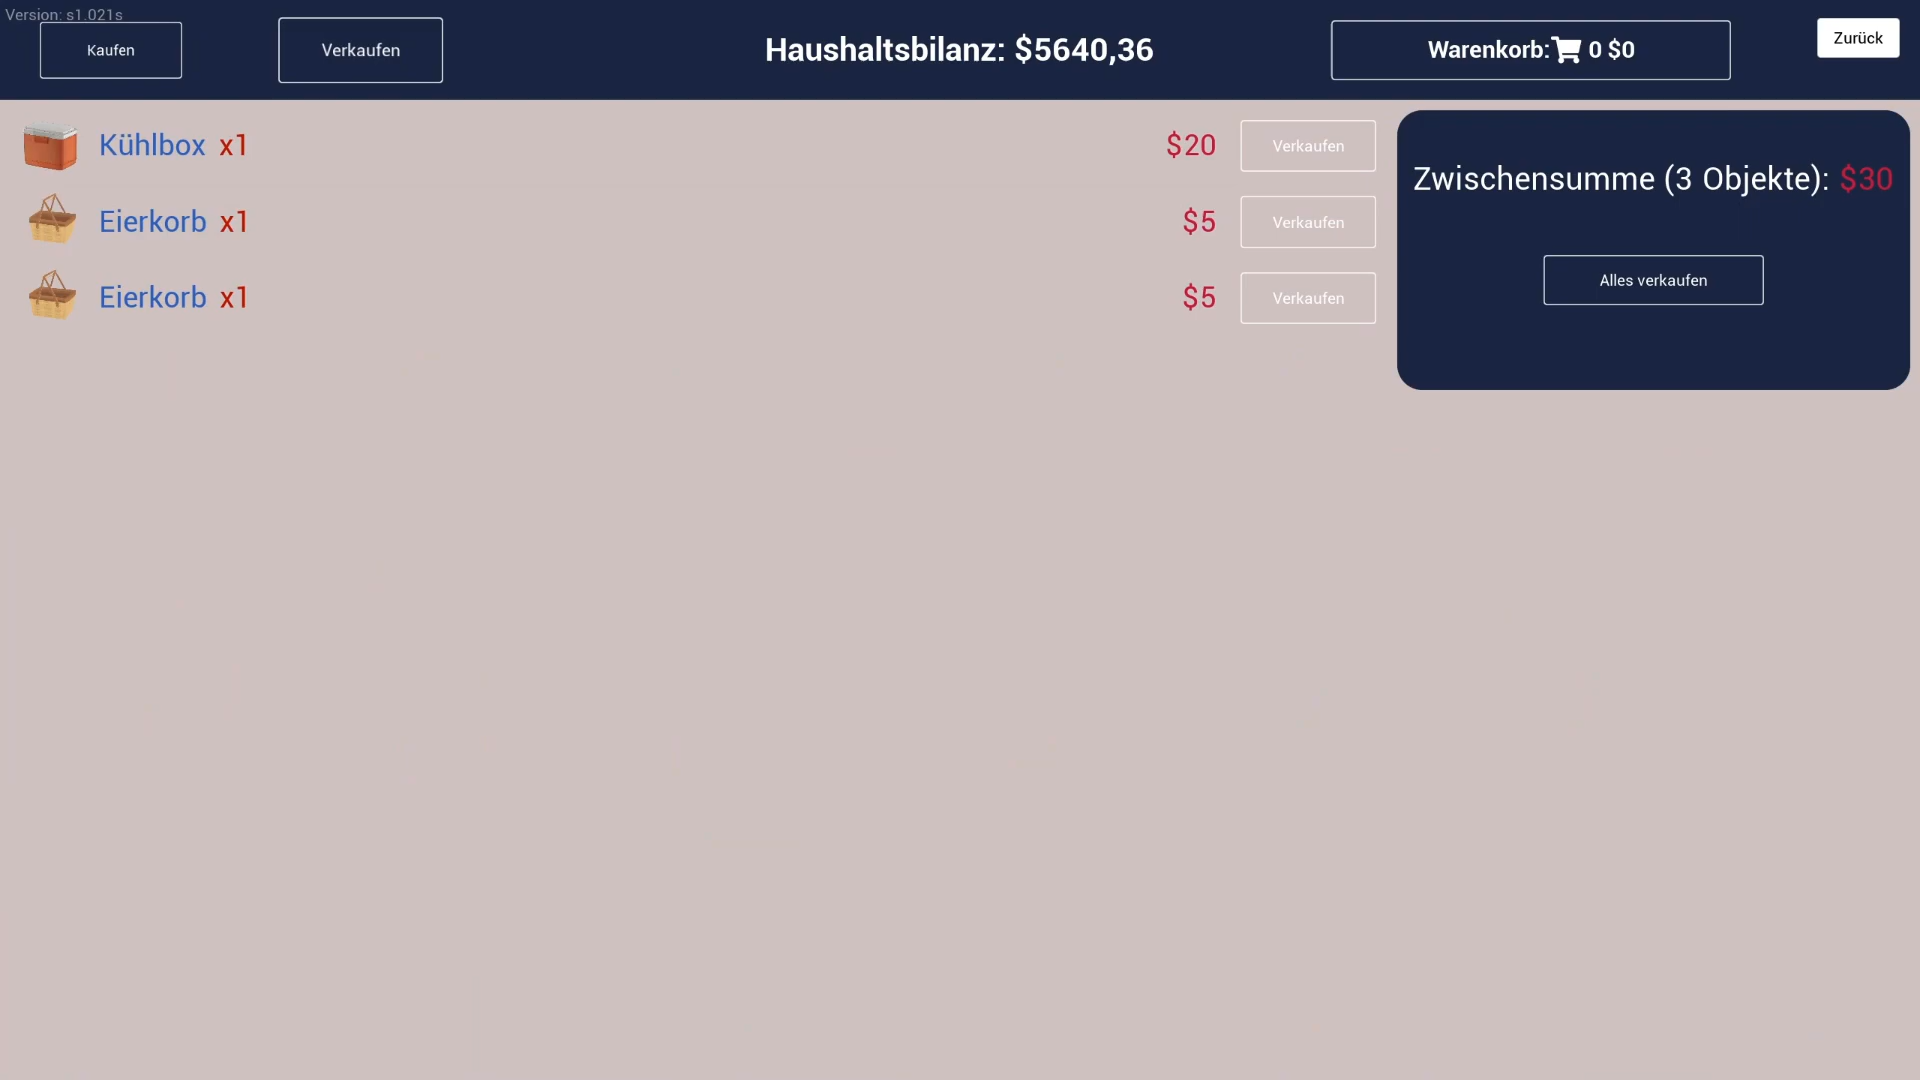 Version: s1.021s
Kaufen
Verkaufen
Haushaltsbilanz: $5640,36
Warenkorb: 0 $0
Zurück
Kühlbox x1
$20
Verkaufen
Eierkorb x1
$5
Verkaufen
Eierkorb x1
$5
Verkaufen
Zwischensumme (3 Objekte): $30
Alles verkaufen